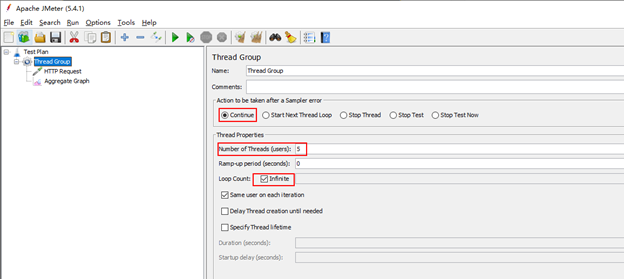 Apache JMeter (5.4.1)
File Edit Search Run Options Tools Help
Test Plan
Thread Group
HTTP Request
Aggregate Graph
Thread Group
Name: Thread Group
Comments:
Action to be taken after a Sampler error
Continue Start Next Thread Loop Stop Thread Stop Test Stop Test Now
Thread Properties
Number of Threads (users): 5
Ramp-up period (seconds): 0
Loop Count: Infinite
Same user on each iteration
Delay Thread creation until needed
Specify Thread lifetime
Duration (seconds):
Startup delay (seconds):